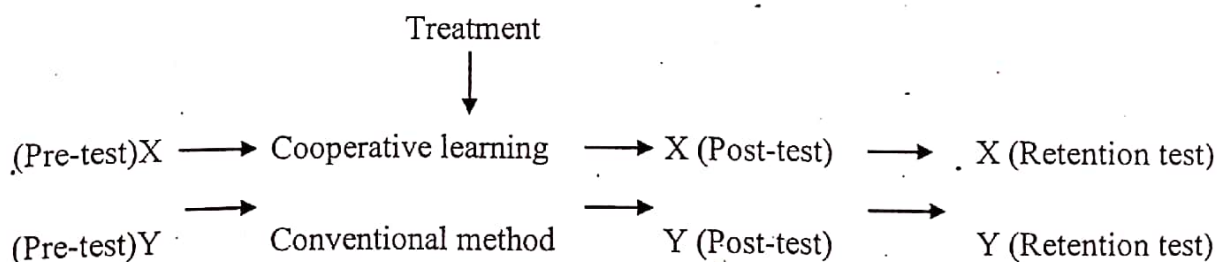 Treatment
(Pre-test)X Cooperative learning X (Post-test) X (Retention test)
(Pre-test)Y Conventional method Y (Post-test) Y (Retention test)